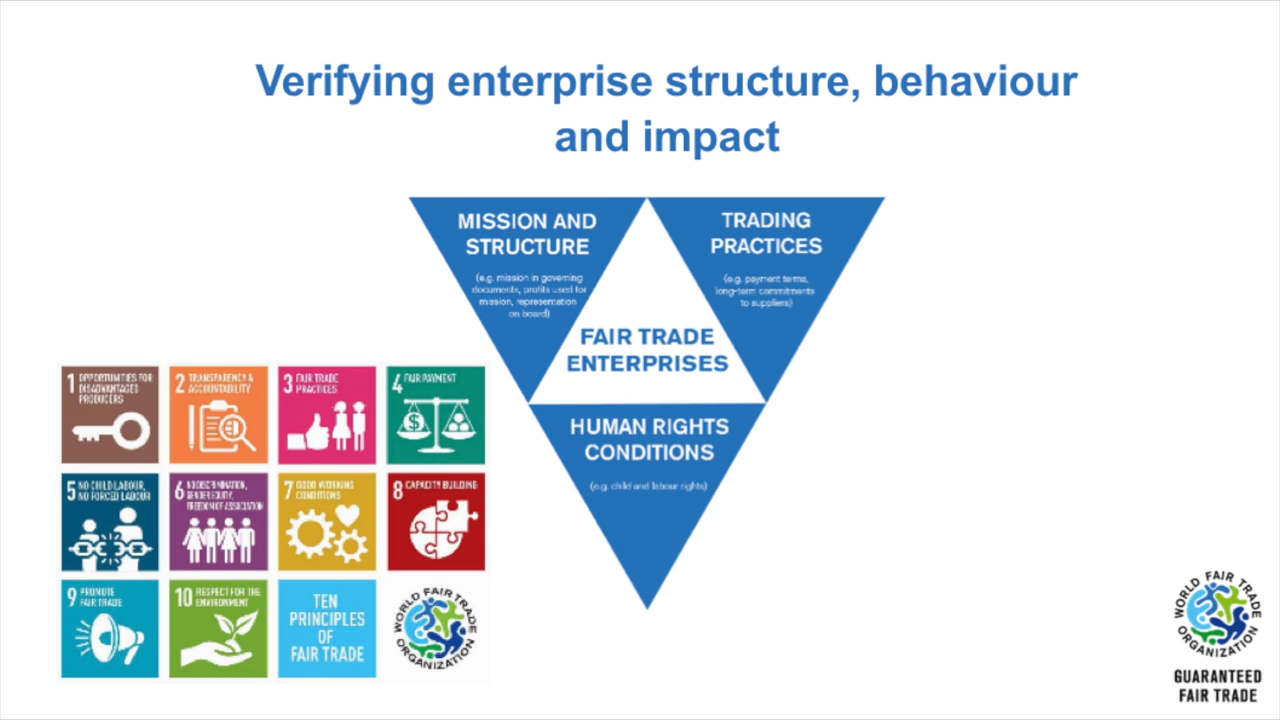 Verifying enterprise structure, behaviour
and impact
MISSION AND
STRUCTURE
(e.g. mission in governing
documents, profits used for
mission, representation
on board)
TRADING
PRACTICES
(e.g. payment terms,
long-term commitments
to suppliers)
FAIR TRADE
ENTERPRISES
HUMAN RIGHTS
CONDITIONS
(e.g. child and labour rights)
1 OPPORTUNITIES FOR
DISADVANTAGED
PRODUCERS
2 TRANSPARENCY &
ACCOUNTABILITY
3 FAIR TRADE
PRACTICES
4 FAIR PAYMENT
5 NO CHILD LABOUR,
NO FORCED LABOUR
6 NO DISCRIMINATION,
GENDER EQUITY,
FREEDOM OF ASSOCIATION
7 GOOD WORKING
CONDITIONS
8 CAPACITY BUILDING
9 PROMOTE
FAIR TRADE
10 RESPECT FOR THE
ENVIRONMENT
TEN
PRINCIPLES
OF
FAIR TRADE
WORLD FAIR TRADE
ORGANIZATION
WORLD FAIR TRADE
ORGANIZATION
GUARANTEED
FAIR TRADE